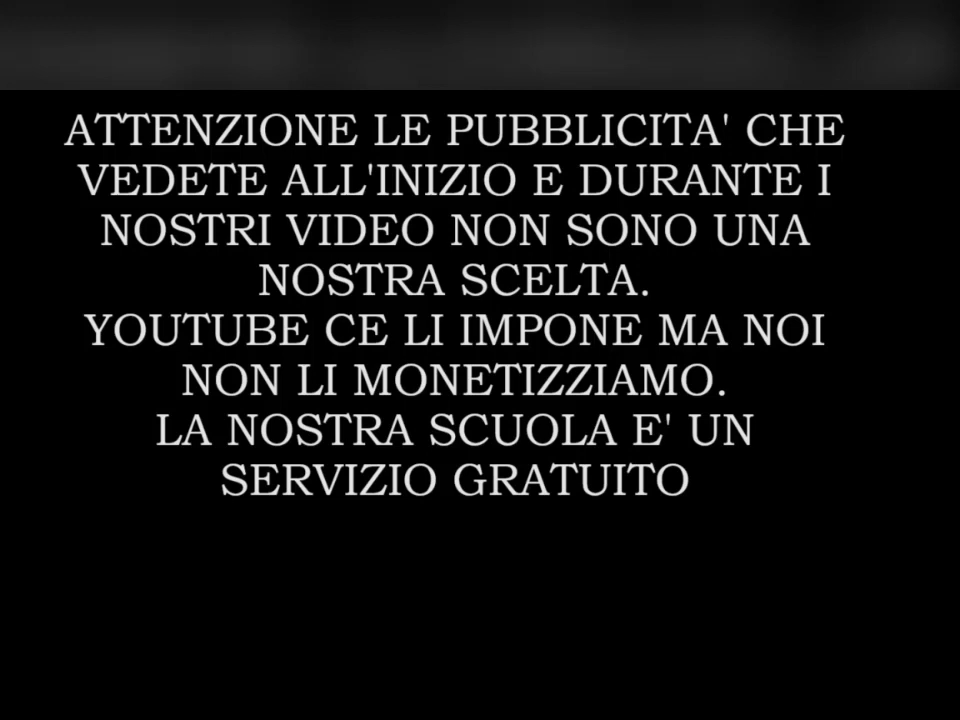 ATTENZIONE LE PUBBLICITA' CHE
VEDETE ALL'INIZIO E DURANTE I
NOSTRI VIDEO NON SONO UNA
NOSTRA SCELTA.
YOUTUBE CE LI IMPONE MA NOI
NON LI MONETIZZIAMO.
LA NOSTRA SCUOLA E' UN
SERVIZIO GRATUITO